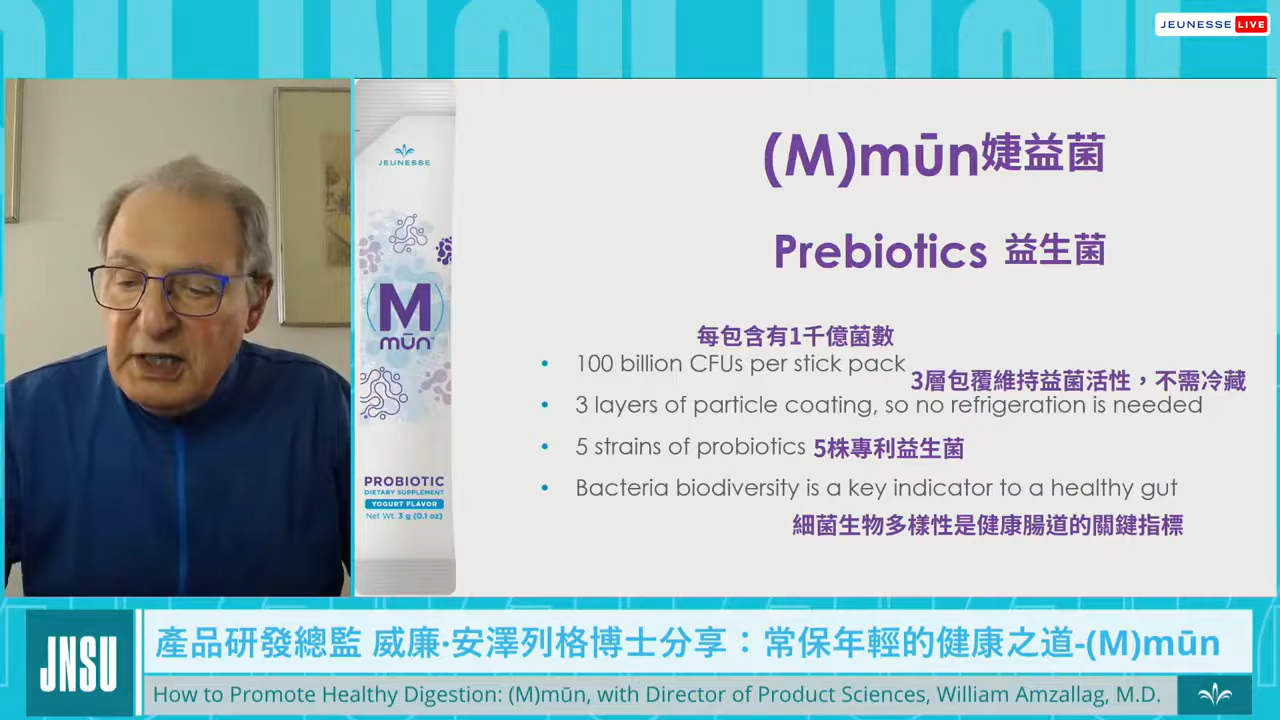 JEUNESSE LIVE
JEUNESSE
(M
mūn
PROBIOTIC
DIETARY SUPPLEMENT
YOGURT FLAVOR
Net Wt. 3 g (0.1 oz)
(M)mūn婕益菌
Prebiotics 益生菌
每包含有1千億菌數
• 100 billion CFUs per stick pack
3層包覆維持益菌活性，不需冷藏
• 3 layers of particle coating, so no refrigeration is needed
• 5 strains of probiotics 5株專利益生菌
• Bacteria biodiversity is a key indicator to a healthy gut
細菌生物多樣性是健康腸道的關鍵指標
JNSU
產品研發總監 威廉·安澤列格博士分享：常保年輕的健康之道-(M)mūn
How to Promote Healthy Digestion: (M)mūn, with Director of Product Sciences, William Amzallag, M.D.